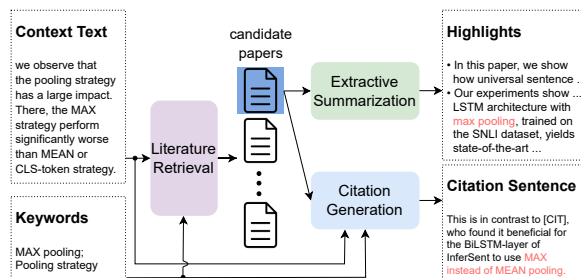 Context Text
we observe that
the pooling strategy
has a large impact.
There, the MAX
strategy perform
significantly worse
than MEAN or
CLS-token strategy.
Keywords
MAX pooling;
Pooling strategy
Literature
Retrieval
candidate
papers
Extractive
Summarization
Citation
Generation
Highlights
• In this paper, we show
how universal sentence ...
• Our experiments show ...
LSTM architecture with
max pooling, trained on
the SNLI dataset, yields
state-of-the-art ...
Citation Sentence
This is in contrast to [CIT],
who found it beneficial for
the BiLSTM-layer of
InferSent to use MAX
instead of MEAN pooling.